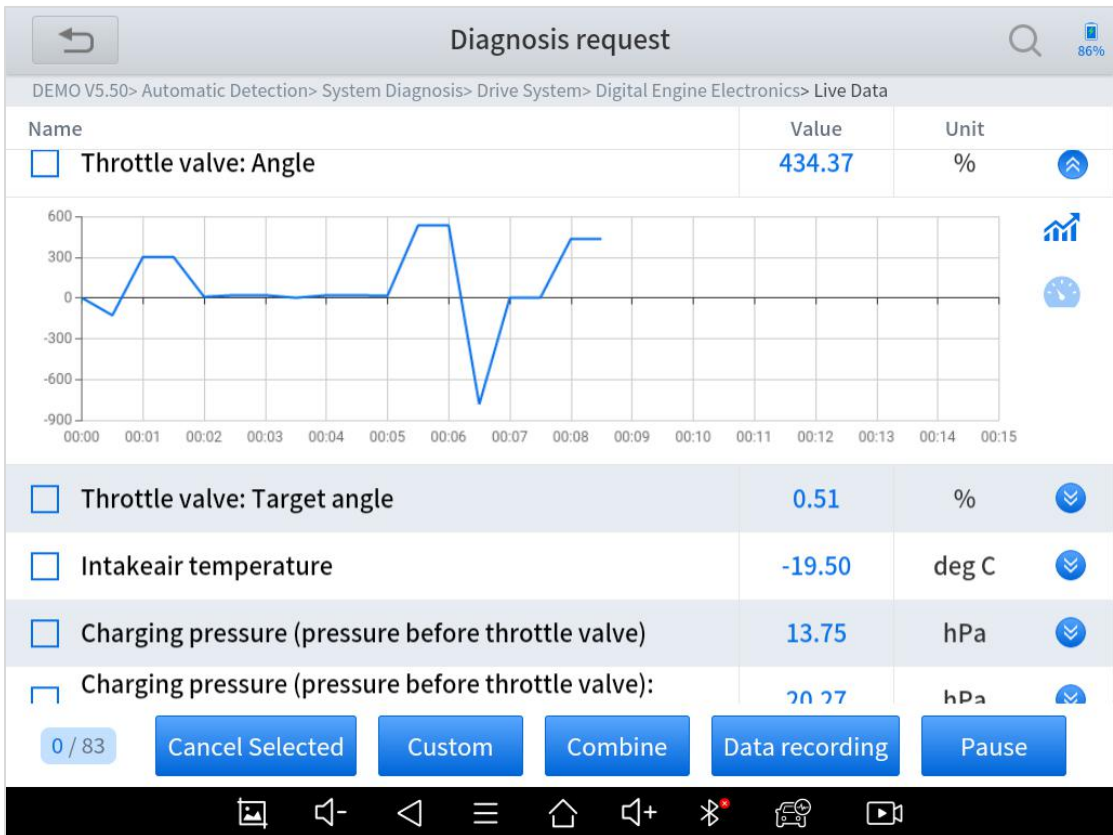 Diagnosis request
86%
DEMO V5.50> Automatic Detection> System Diagnosis> Drive System> Digital Engine Electronics> Live Data
Name Value Unit
Throttle valve: Angle 434.37 %
600
300
0
-300
-600
-900
00:00 00:01 00:02 00:03 00:04 00:05 00:06 00:07 00:08 00:09 00:10 00:11 00:12 00:13 00:14 00:15
Throttle valve: Target angle 0.51 %
Intakeair temperature -19.50 deg C
Charging pressure (pressure before throttle valve) 13.75 hPa
Charging pressure (pressure before throttle valve): 20.27 hPa
0 / 83 Cancel Selected Custom Combine Data recording Pause